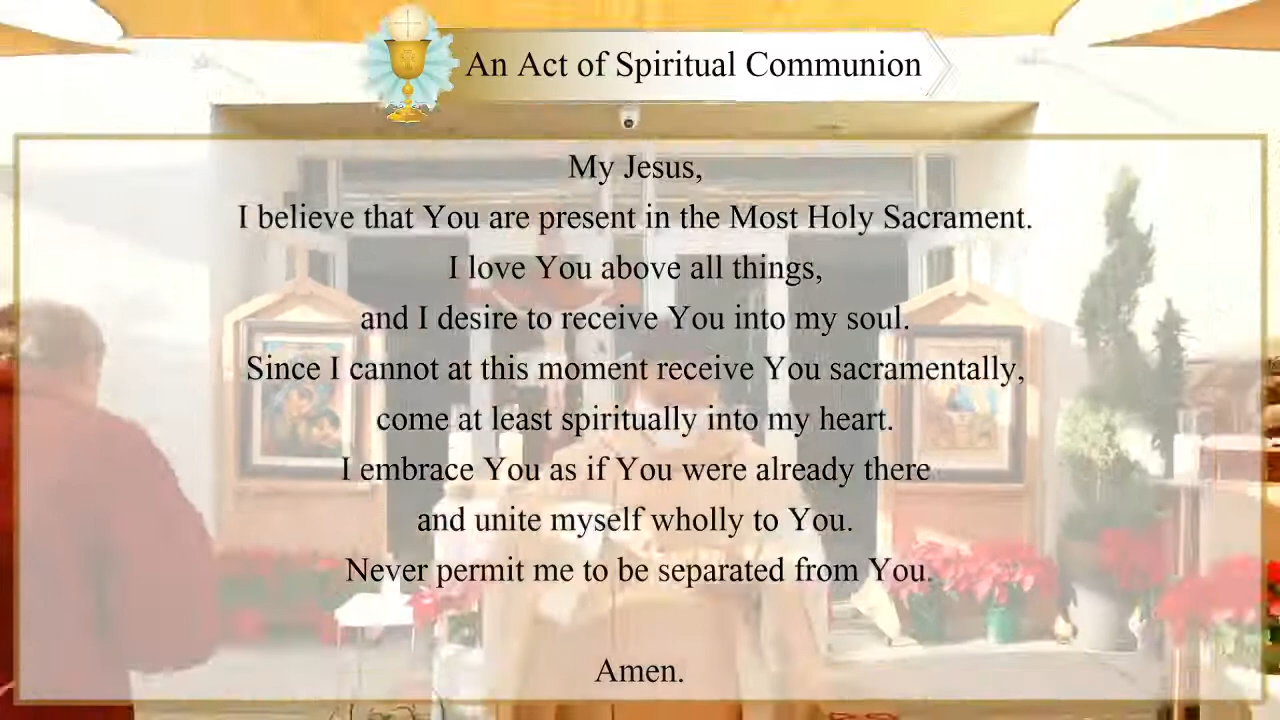 An Act of Spiritual Communion
My Jesus,
I believe that You are present in the Most Holy Sacrament.
I love You above all things,
and I desire to receive You into my soul.
Since I cannot at this moment receive You sacramentally,
come at least spiritually into my heart.
I embrace You as if You were already there
and unite myself wholly to You.
Never permit me to be separated from You.
Amen.